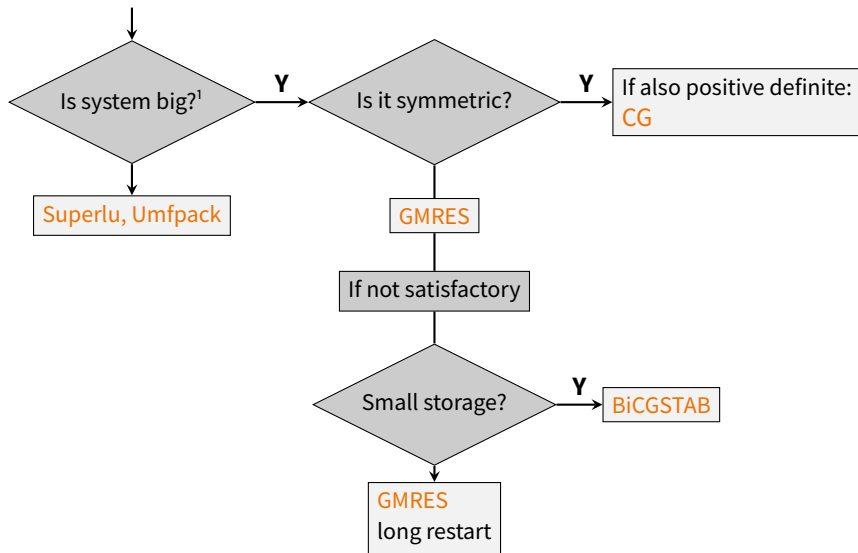 Is system big?¹
Y
Is it symmetric?
Y
If also positive definite:
CG
Superlu, Umfpack
GMRES
If not satisfactory
Small storage?
Y
BiCGSTAB
GMRES
long restart